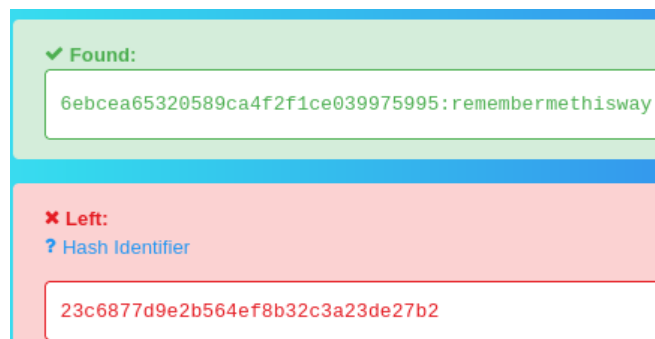 ✔ Found:
6ebcea65320589ca4f2f1ce039975995:remembermethisway
✖ Left:
? Hash Identifier
23c6877d9e2b564ef8b32c3a23de27b2